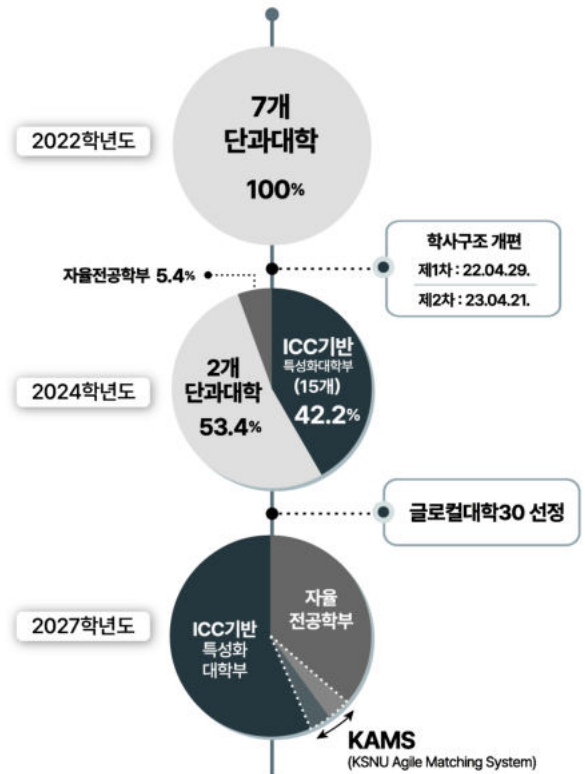 7개
단과대학
100%
2022학년도
학사구조 개편
제1차 : 22.04.29.
제2차 : 23.04.21.
자율전공학부 5.4%
ICC기반
특성화대학부
(15개)
42.2%
2개
단과대학
53.4%
2024학년도
글로컬대학30 선정
자율
전공학부
2027학년도
ICC기반
특성화
대학부
KAMS
(KSNU Agile Matching System)